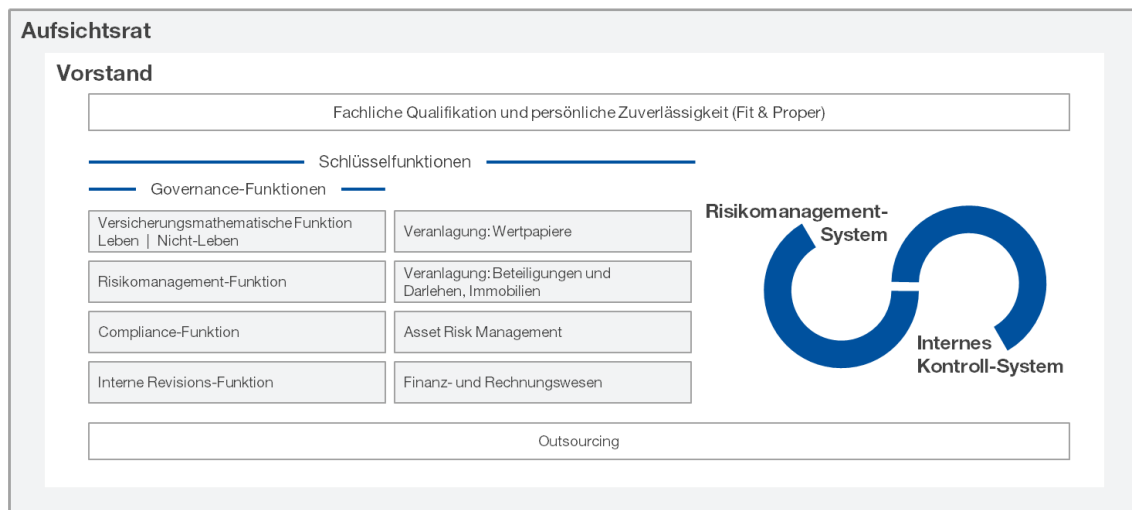 Aufsichtsrat
Vorstand
Fachliche Qualifikation und persönliche Zuverlässigkeit (Fit & Proper)
Schlüsselfunktionen
Governance-Funktionen
Versicherungsmathematische Funktion
Leben | Nicht-Leben
Veranlagung: Wertpapiere
Risikomanagement-Funktion
Veranlagung: Beteiligungen und
Darlehen, Immobilien
Compliance-Funktion
Asset Risk Management
Interne Revisions-Funktion
Finanz- und Rechnungswesen
Risikomanagement-
System
Internes
Kontroll-System
Outsourcing